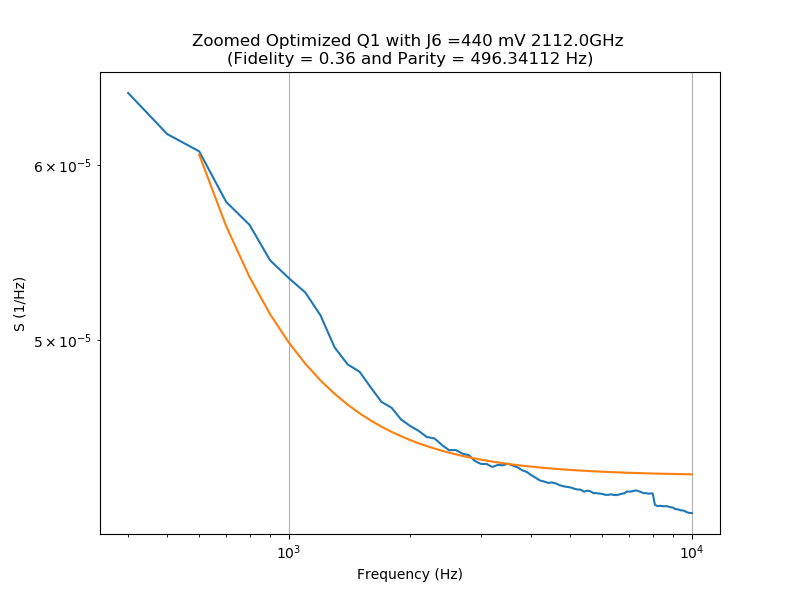 Zoomed Optimized Q1 with J6 =440 mV 2112.0GHz
(Fidelity = 0.36 and Parity = 496.34112 Hz)
6 × 10⁻⁵
5 × 10⁻⁵
S (1/Hz)
10³
10⁴
Frequency (Hz)